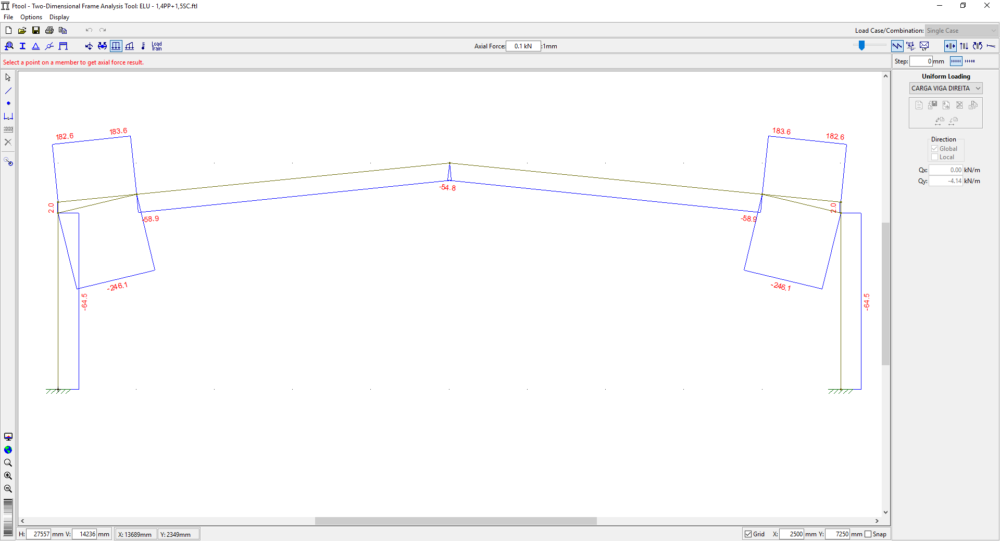 Ftool - Two-Dimensional Frame Analysis Tool: ELU - 1,4PP+1,5SC.ftl
File Options Display
Load Case/Combination: Single Case
Load Train
Axial Force: 0.1 kN :1mm
LT
Select a point on a member to get axial force result.
Step: 0 mm
Uniform Loading
CARGA VIGA DIREITA
Direction
Global
Local
Qx: 0.00 kN/m
Qy: -4.14 kN/m
182.6 183.6 183.6 182.6
2.0 -54.8 2.0
-58.9 -58.9
-246.1 -246.1
-64.5 -64.5
H: 27557 mm V: 14236 mm X: 13689mm Y: 2349mm Grid X: 2500 mm Y: 7250 mm Snap